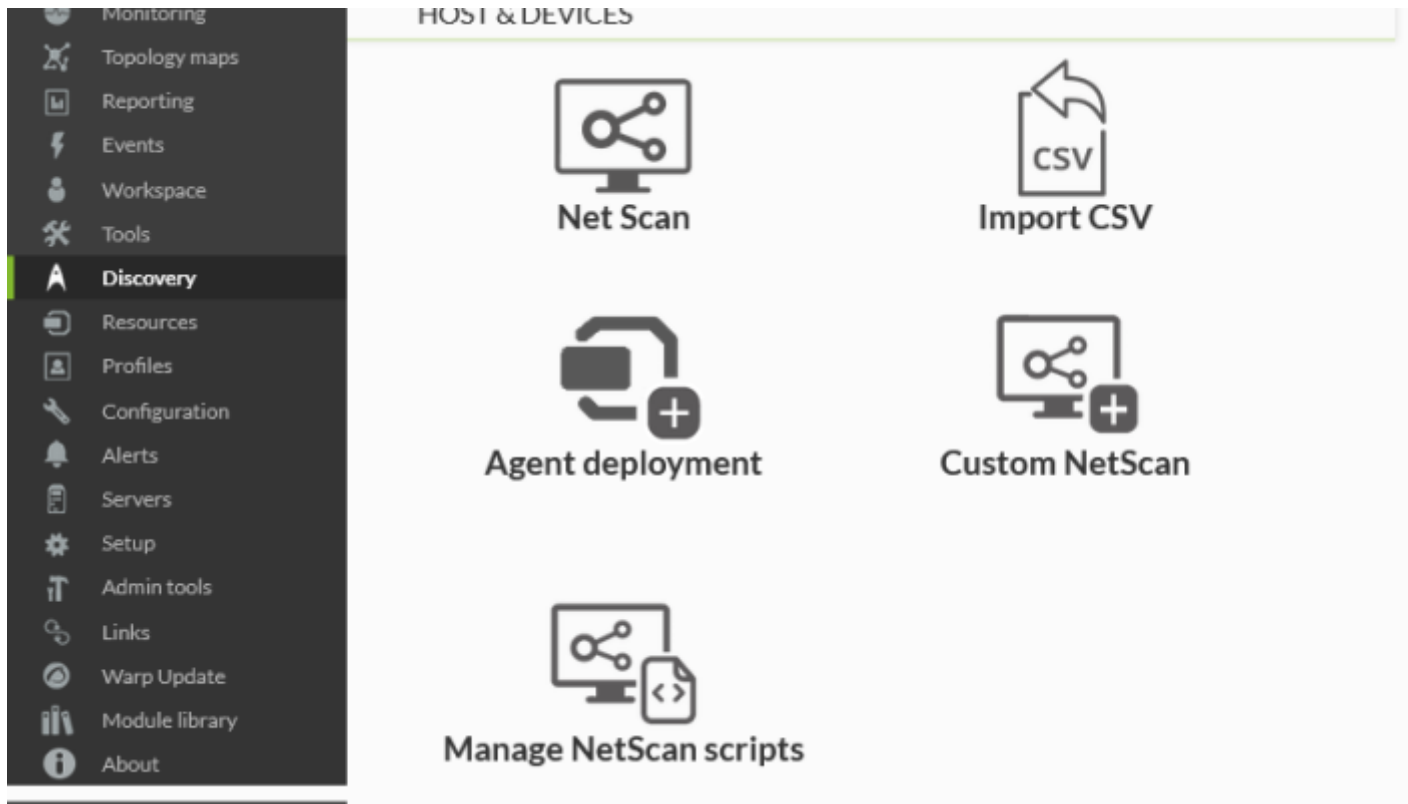 Monitoring
Topology maps
Reporting
Events
Workspace
Tools
Discovery
Resources
Profiles
Configuration
Alerts
Servers
Setup
Admin tools
Links
Warp Update
Module library
About
HOST & DEVICES
Net Scan
CSV
Import CSV
Agent deployment
Custom NetScan
Manage NetScan scripts